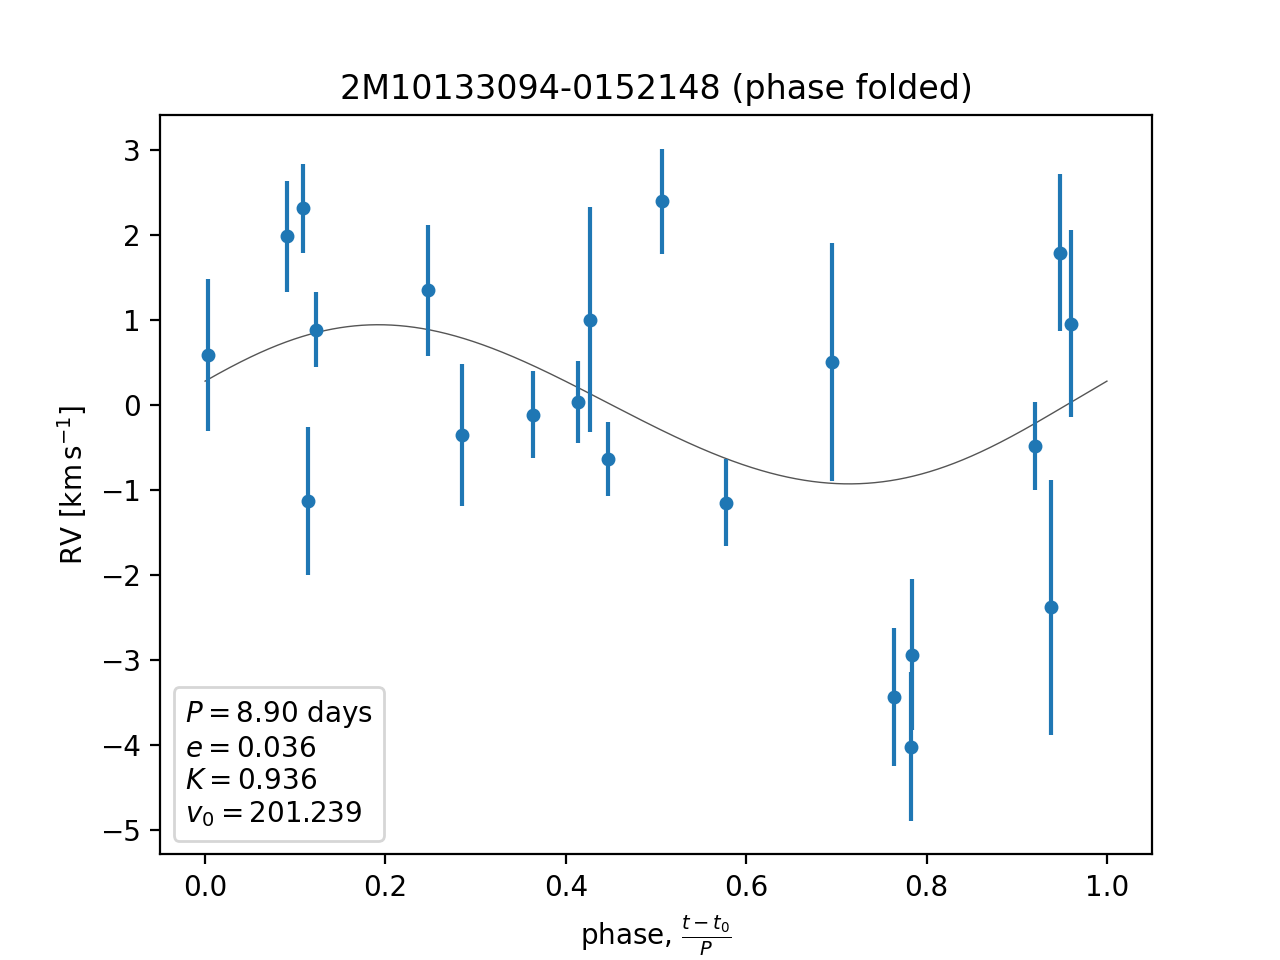 2M10133094-0152148 (phase folded)
3
2
1
0
−1
−2
−3
−4
−5
RV [km s⁻¹]
P = 8.90 days
e = 0.036
K = 0.936
v₀ = 201.239
0.0 0.2 0.4 0.6 0.8 1.0
phase, (t − t₀)/P